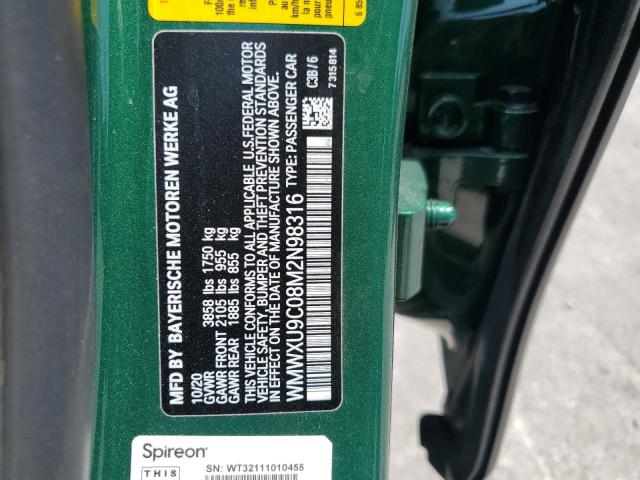 MFD BY BAYERISCHE MOTOREN WERKE AG
10/20
GVWR 3858 lbs 1750 kg
GAWR FRONT 2105 lbs 955 kg
GAWR REAR 1885 lbs 855 kg
THIS VEHICLE CONFORMS TO ALL APPLICABLE U.S.FEDERAL MOTOR
VEHICLE SAFETY, BUMPER AND THEFT PREVENTION STANDARDS
IN EFFECT ON THE DATE OF MANUFACTURE SHOWN ABOVE.
WMWXU9C08M2N98316 TYPE: PASSENGER CAR
C3B/6
7315814
Spireon
SN: WT32111010455
THIS